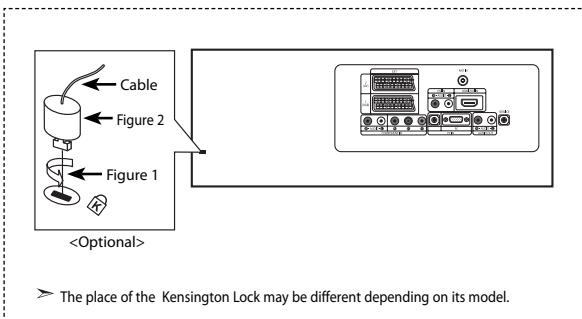 Cable
Figure 2
Figure 1
K
<Optional>
➣ The place of the Kensington Lock may be different depending on its model.